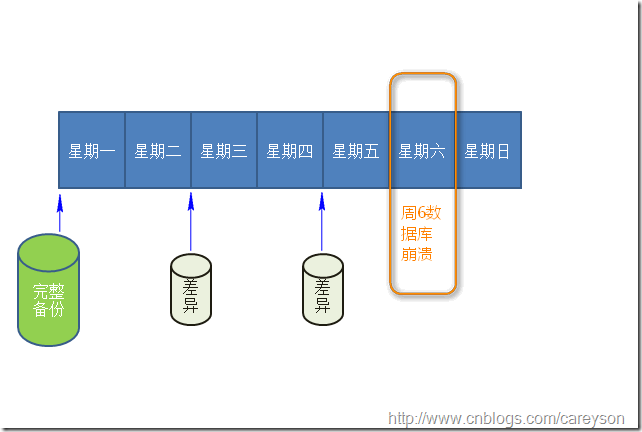 星期一 星期二 星期三 星期四 星期五 星期六 星期日
周6数
据库
崩溃
完整
备份
差
异
差
异
http://www.cnblogs.com/careyson